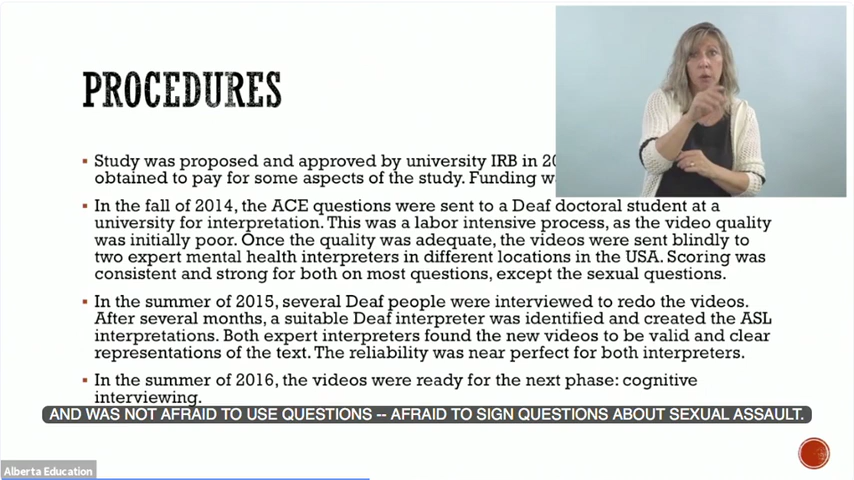 PROCEDURES
▪ Study was proposed and approved by university IRB in 20
obtained to pay for some aspects of the study. Funding wa
▪ In the fall of 2014, the ACE questions were sent to a Deaf doctoral student at a
university for interpretation. This was a labor intensive process, as the video quality
was initially poor. Once the quality was adequate, the videos were sent blindly to
two expert mental health interpreters in different locations in the USA. Scoring was
consistent and strong for both on most questions, except the sexual questions.
▪ In the summer of 2015, several Deaf people were interviewed to redo the videos.
After several months, a suitable Deaf interpreter was identified and created the ASL
interpretations. Both expert interpreters found the new videos to be valid and clear
representations of the text. The reliability was near perfect for both interpreters.
▪ In the summer of 2016, the videos were ready for the next phase: cognitive
interviewing.
AND WAS NOT AFRAID TO USE QUESTIONS -- AFRAID TO SIGN QUESTIONS ABOUT SEXUAL ASSAULT.
Alberta Education